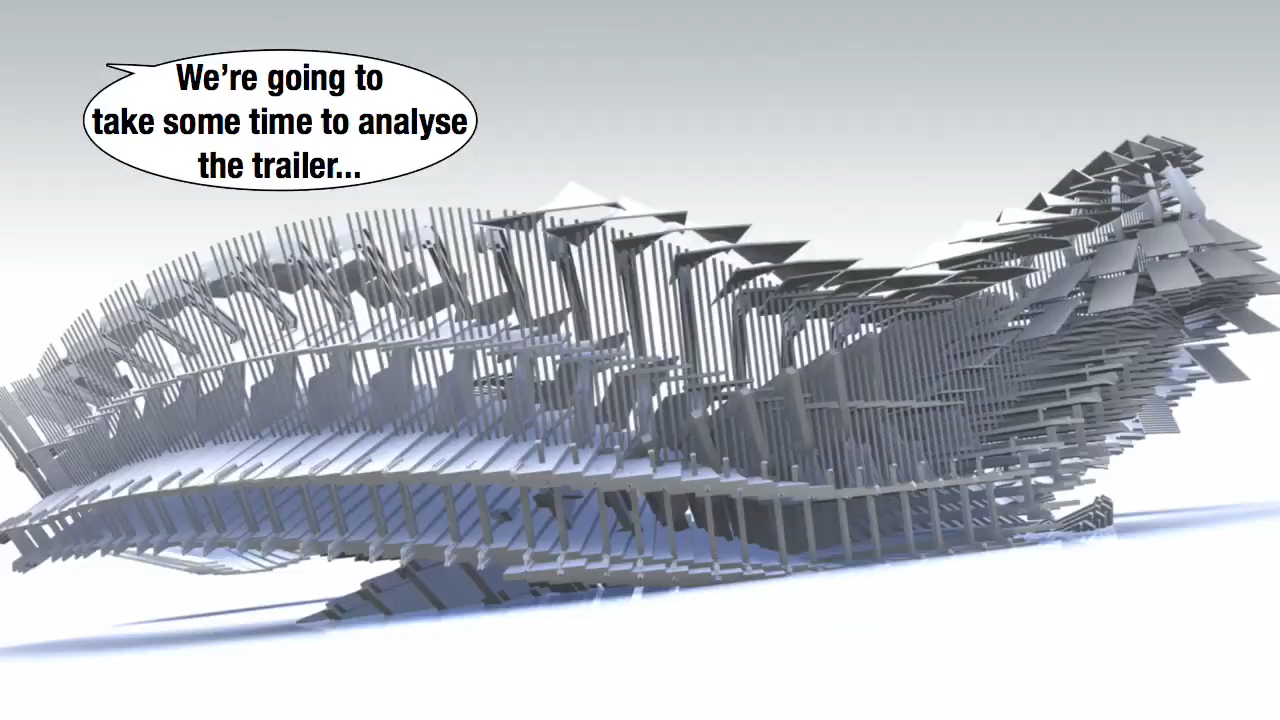 We’re going to
take some time to analyse
the trailer...